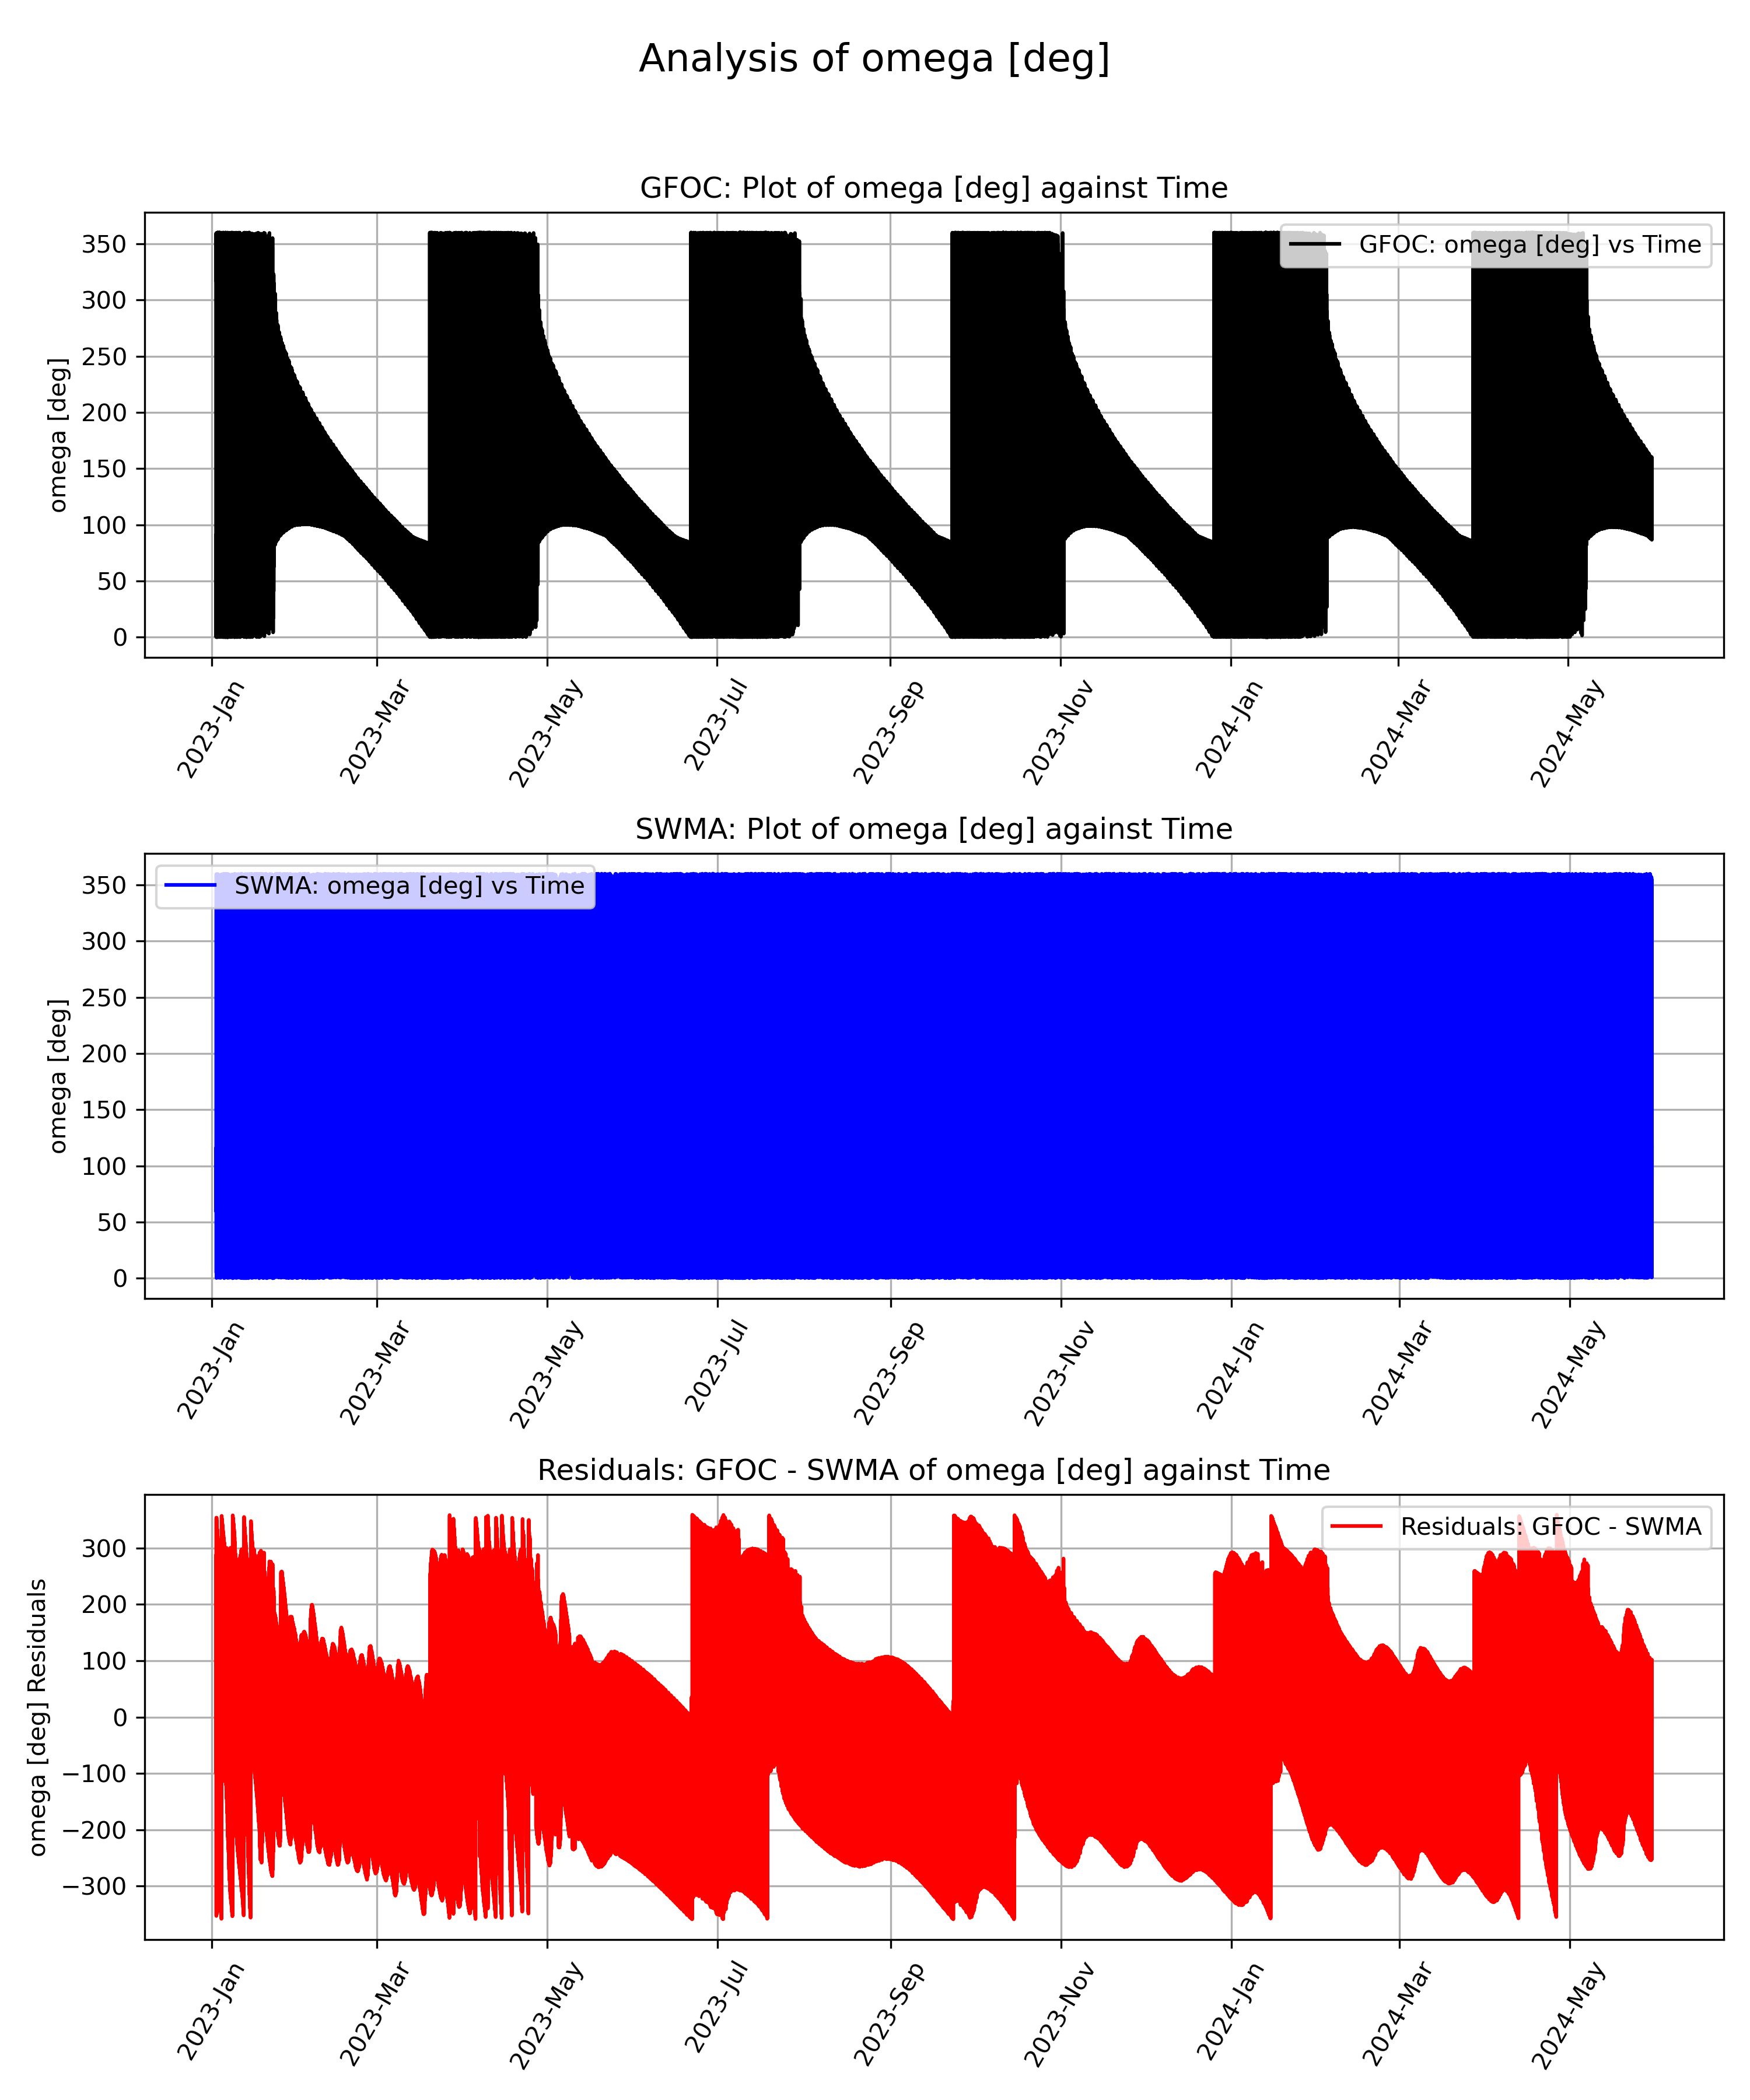 Analysis of omega [deg]
GFOC: Plot of omega [deg] against Time
GFOC: omega [deg] vs Time
omega [deg]
350
300
250
200
150
100
50
0
2023-Jan
2023-Mar
2023-May
2023-Jul
2023-Sep
2023-Nov
2024-Jan
2024-Mar
2024-May
SWMA: Plot of omega [deg] against Time
SWMA: omega [deg] vs Time
omega [deg]
350
300
250
200
150
100
50
0
2023-Jan
2023-Mar
2023-May
2023-Jul
2023-Sep
2023-Nov
2024-Jan
2024-Mar
2024-May
Residuals: GFOC - SWMA of omega [deg] against Time
Residuals: GFOC - SWMA
omega [deg] Residuals
300
200
100
0
−100
−200
−300
2023-Jan
2023-Mar
2023-May
2023-Jul
2023-Sep
2023-Nov
2024-Jan
2024-Mar
2024-May